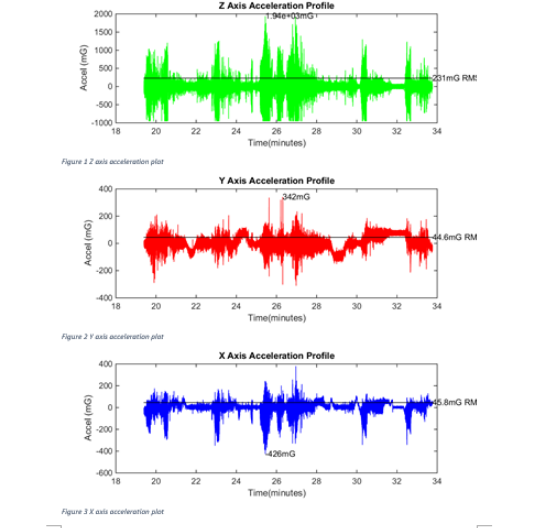 Z Axis Acceleration Profile
1.94e+03mG
2000
1500
1000
500
0
-500
-1000
Accel (mG)
231mG RMS
18 20 22 24 26 28 30 32 34
Time(minutes)
Figure 1 Z axis acceleration plot
Y Axis Acceleration Profile
342mG
400
200
0
-200
-400
Accel (mG)
44.6mG RM
18 20 22 24 26 28 30 32 34
Time(minutes)
Figure 2 Y axis acceleration plot
X Axis Acceleration Profile
400
200
0
-200
-400
-600
Accel (mG)
45.8mG RM
-426mG
18 20 22 24 26 28 30 32 34
Time(minutes)
Figure 3 X axis acceleration plot